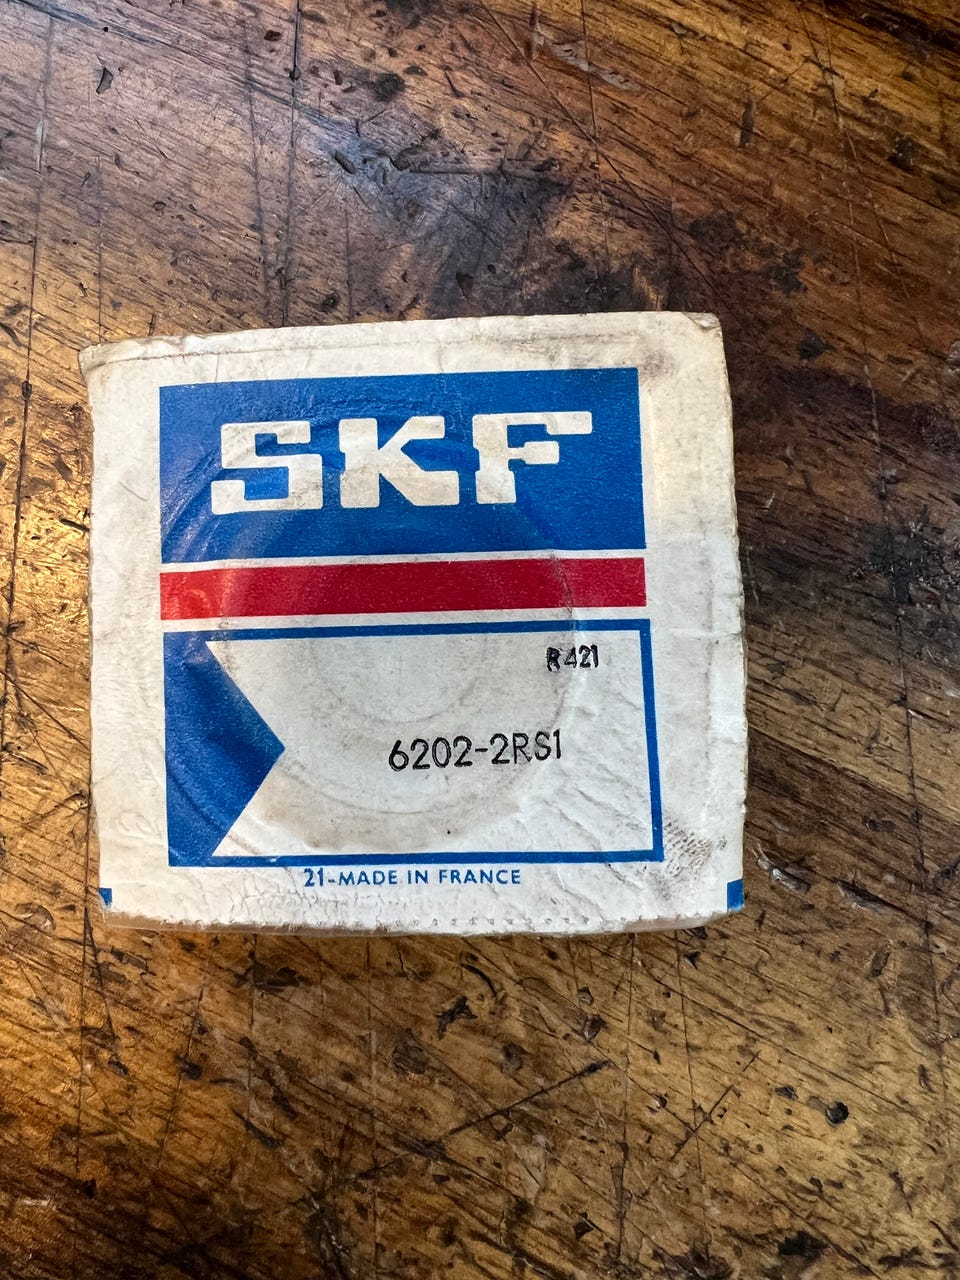 SKF
R421
6202-2RS1
21-MADE IN FRANCE